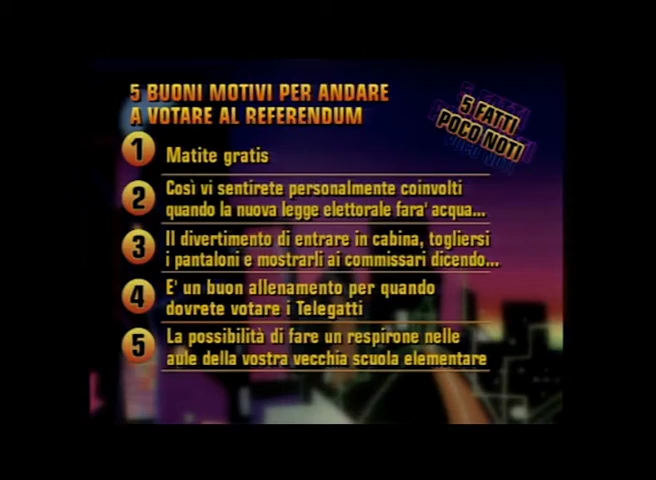 5 BUONI MOTIVI PER ANDARE
A VOTARE AL REFERENDUM
5 FATTI
POCO NOTI
1 Matite gratis
2 Così vi sentirete personalmente coinvolti
quando la nuova legge elettorale fara' acqua...
3 Il divertimento di entrare in cabina, togliersi
i pantaloni e mostrarli ai commissari dicendo...
4 E' un buon allenamento per quando
dovrete votare i Telegatti
5 La possibilità di fare un respirone nelle
aule della vostra vecchia scuola elementare